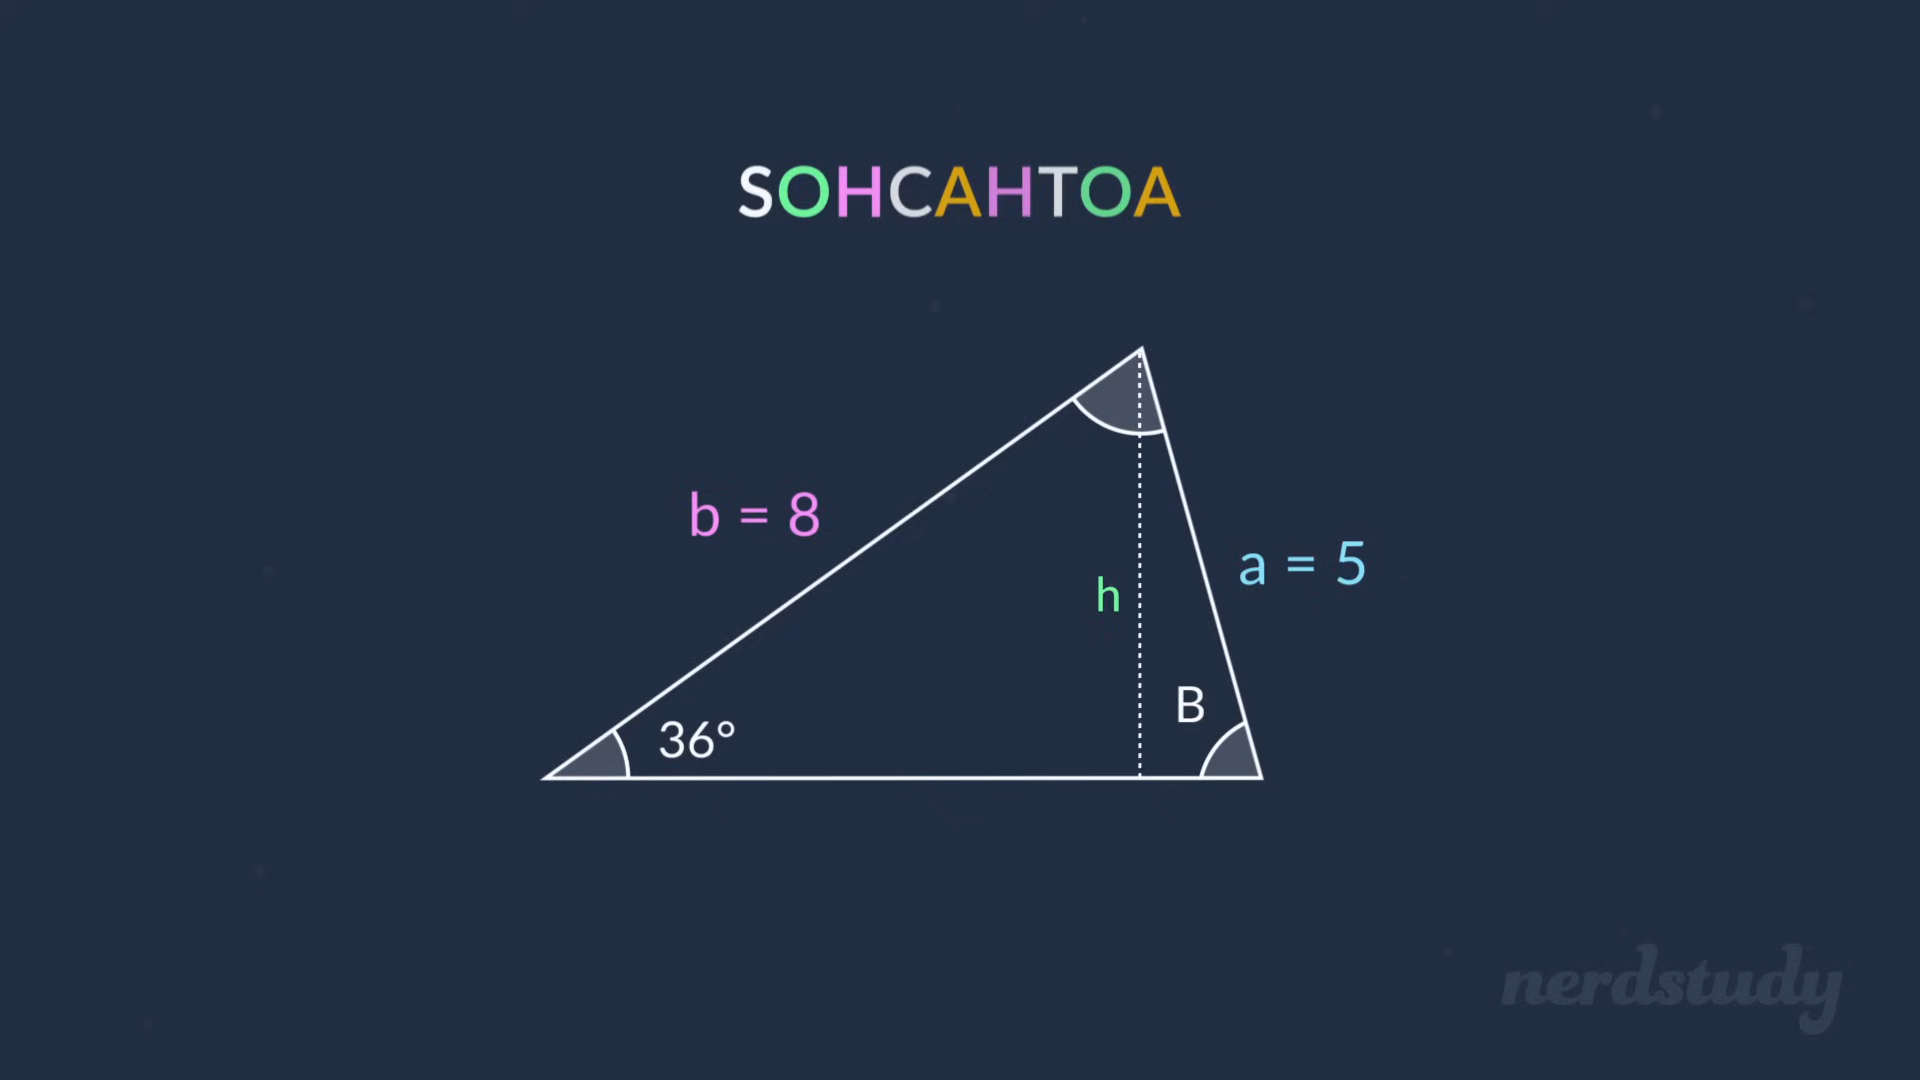 SOHCAHTOA
b = 8
a = 5
h
B
36°
nerdstudy